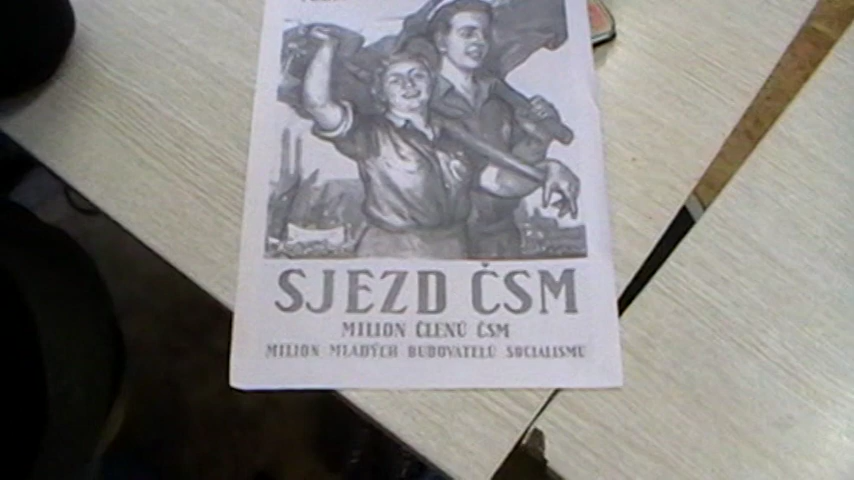 SJEZD ČSM
MILION ČLENŮ ČSM
MILION MLADÝCH BUDOVATELŮ SOCIALISMU